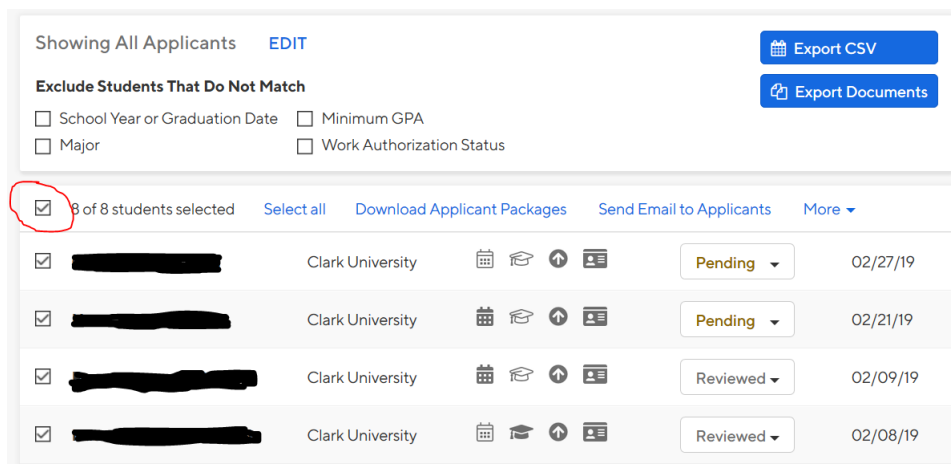 Showing All Applicants EDIT
Export CSV
Exclude Students That Do Not Match
Export Documents
School Year or Graduation Date Minimum GPA
Major Work Authorization Status
8 of 8 students selected Select all Download Applicant Packages Send Email to Applicants More
Clark University Pending 02/27/19
Clark University Pending 02/21/19
Clark University Reviewed 02/09/19
Clark University Reviewed 02/08/19